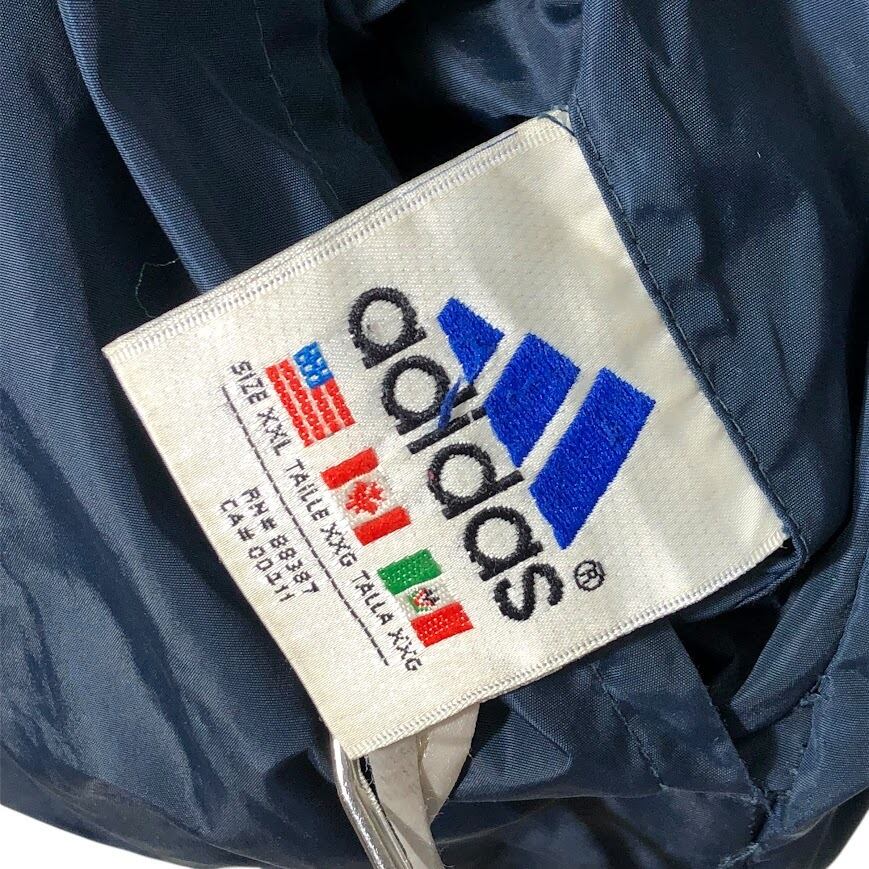 adidas®
SIZE XXL TAILLE XXG TALLA XXG
RN# 88387
CA# 00211